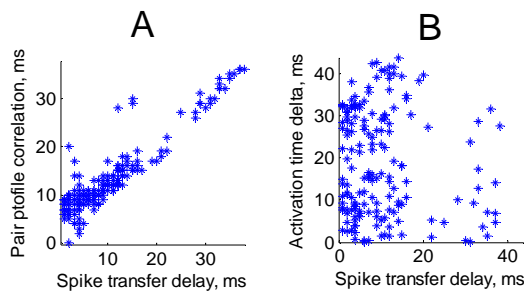 A
Pair ptofile correlation, ms
30
20
10
0
10
20
30
Spike transfer delay, ms
B
Activation time delta, ms
40
30
20
10
0
0
20
40
Spike transfer delay, ms